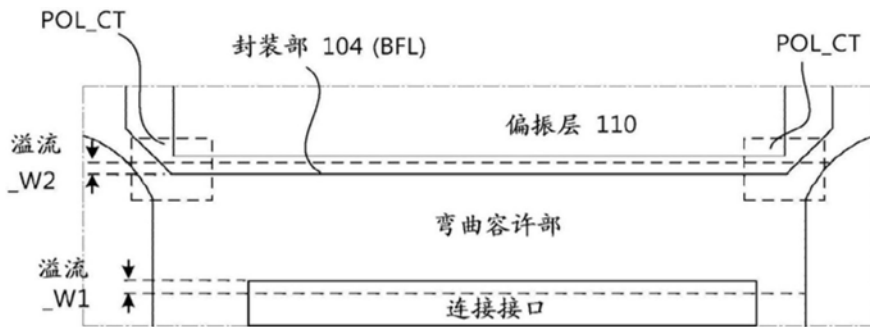 POL_CT
封装部 104 (BFL)
POL_CT
偏振层 110
溢流
_W2
弯曲容许部
溢流
_W1
连接接口